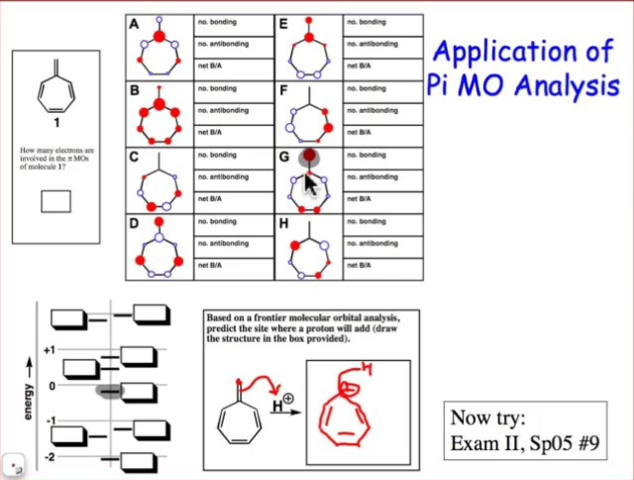 Application of
Pi MO Analysis
1
How many electrons are
involved in the π MOs
of molecule 1?
A
no. bonding
no. antibonding
net B/A
E
no. bonding
no. antibonding
net B/A
B
no. bonding
no. antibonding
net B/A
F
no. bonding
no. antibonding
net B/A
C
no. bonding
no. antibonding
net B/A
G
no. bonding
no. antibonding
net B/A
D
no. bonding
no. antibonding
net B/A
H
no. bonding
no. antibonding
net B/A
energy
+1
0
-1
-2
Based on a frontier molecular orbital analysis,
predict the site where a proton will add (draw
the structure in the box provided).
H⊕
H
Now try:
Exam II, Sp05 #9